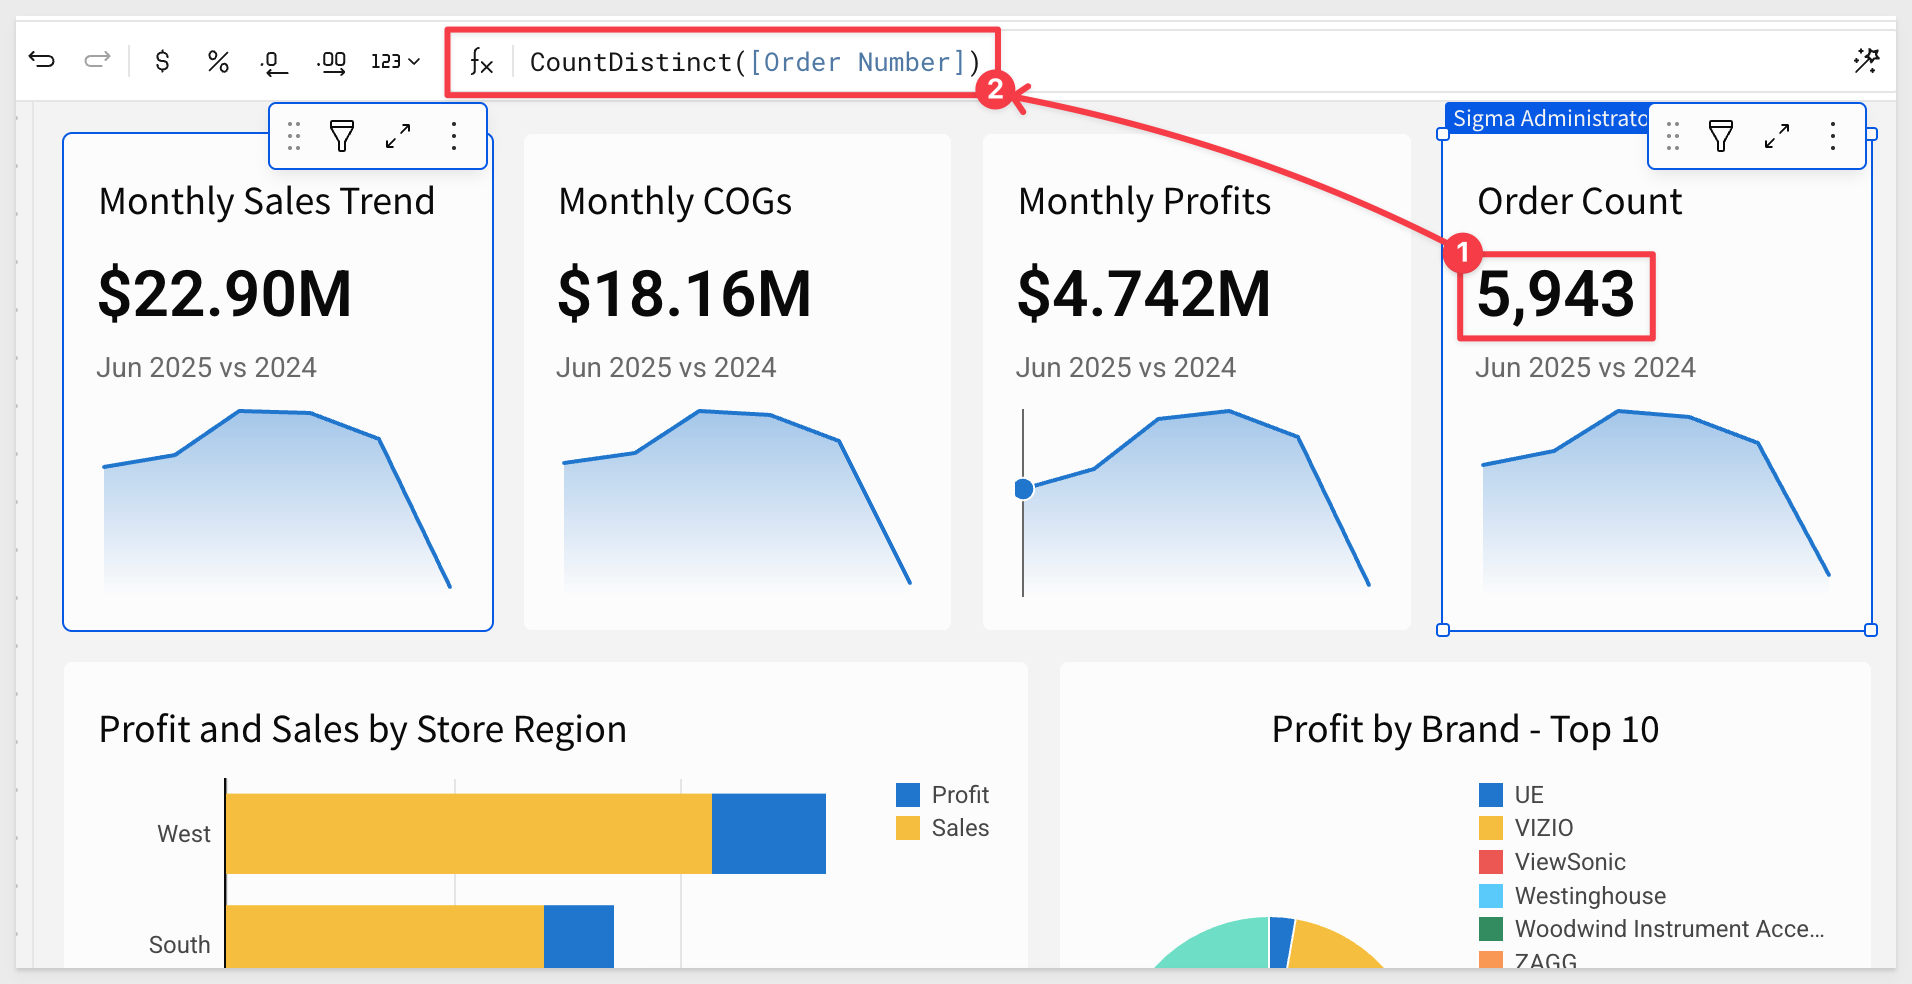 $ % .0 .00 123 fx CountDistinct([Order Number])
2
Sigma Administrato
Monthly Sales Trend
$22.90M
Jun 2025 vs 2024
Monthly COGs
$18.16M
Jun 2025 vs 2024
Monthly Profits
$4.742M
Jun 2025 vs 2024
Order Count
1
5,943
Jun 2025 vs 2024
Profit and Sales by Store Region
West
South
Profit
Sales
Profit by Brand - Top 10
UE
VIZIO
ViewSonic
Westinghouse
Woodwind Instrument Acce...
ZAGG